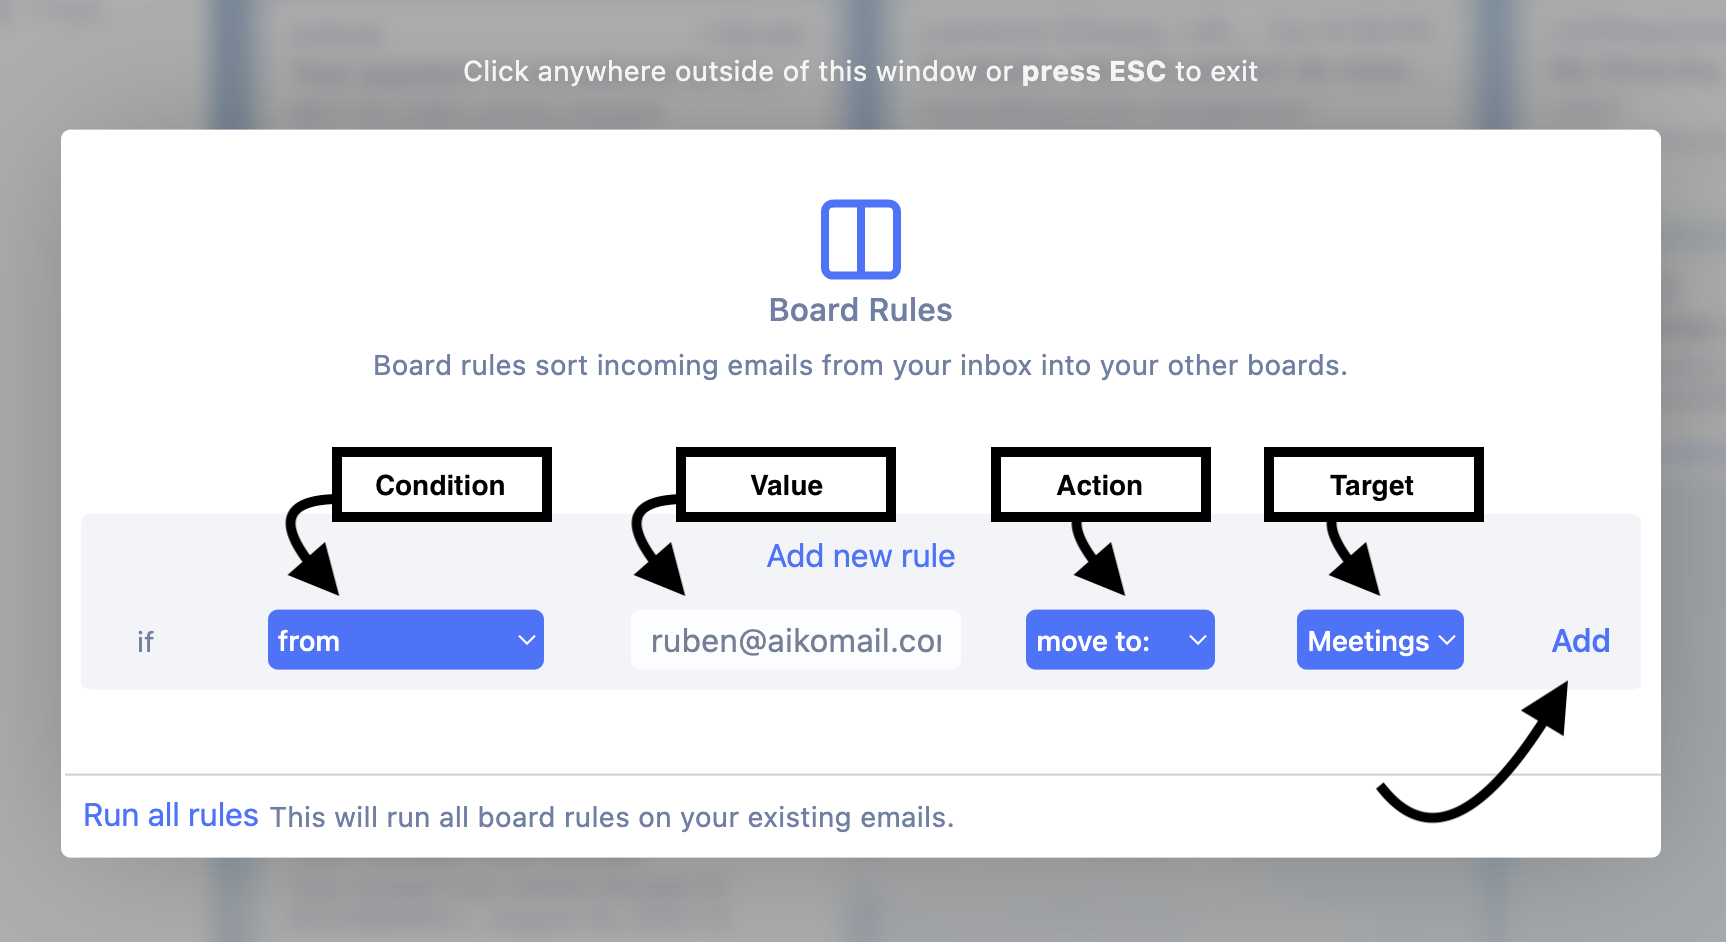 Click anywhere outside of this window or press ESC to exit
Board Rules
Board rules sort incoming emails from your inbox into your other boards.
Condition Value Action Target
Add new rule
if from ruben@aikomail.co move to: Meetings Add
Run all rules This will run all board rules on your existing emails.